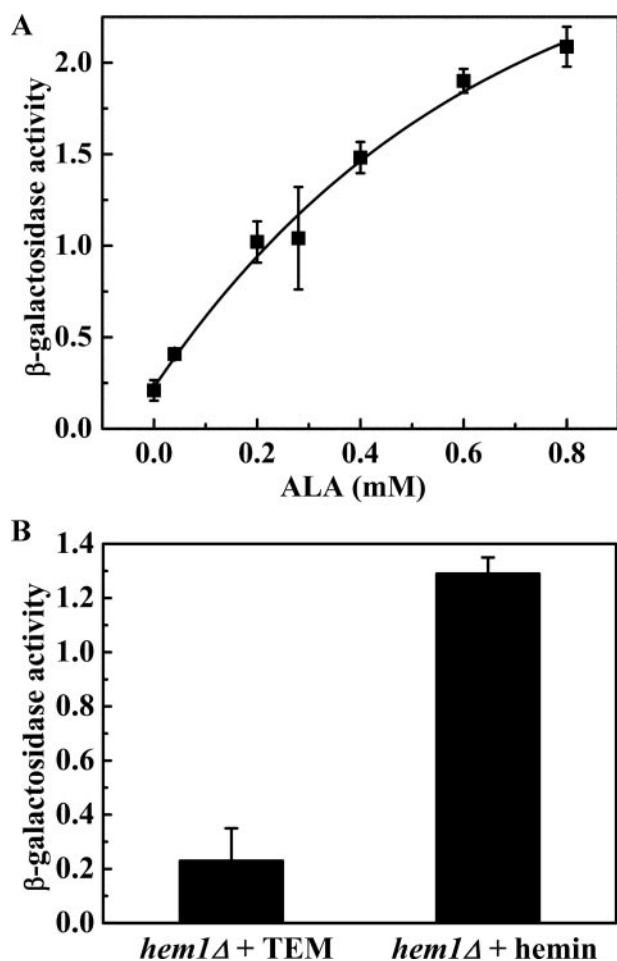 A
β-galactosidase activity
2.0
1.5
1.0
0.5
0.0
0.0 0.2 0.4 0.6 0.8
ALA (mM)
B
β-galactosidase activity
1.4
1.2
1.0
0.8
0.6
0.4
0.2
0.0
hem1Δ + TEM hem1Δ + hemin